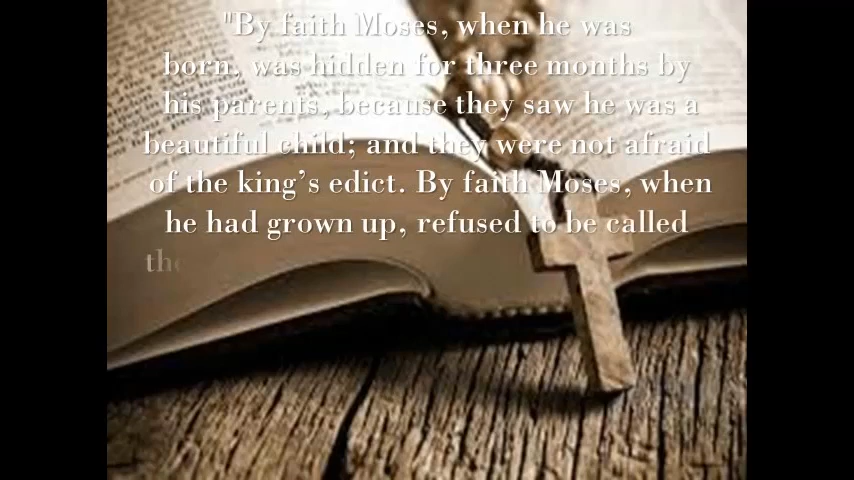 "By faith Moses, when he was
born, was hidden for three months by
his parents, because they saw he was a
beautiful child; and they were not afraid
of the king’s edict. By faith Moses, when
he had grown up, refused to be called
the